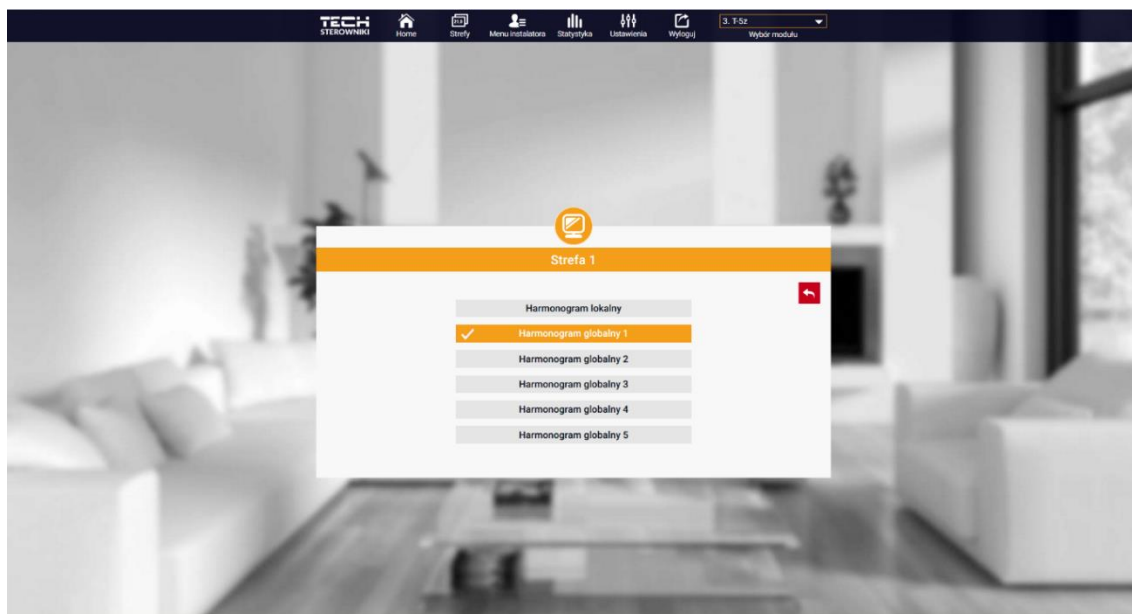 TECH
STEROWNIKI
Home
Strefy
Menu instalatora
Statystyka
Ustawienia
Wyloguj
3. T-5z
Wybór modułu
Strefa 1
Harmonogram lokalny
Harmonogram globalny 1
Harmonogram globalny 2
Harmonogram globalny 3
Harmonogram globalny 4
Harmonogram globalny 5